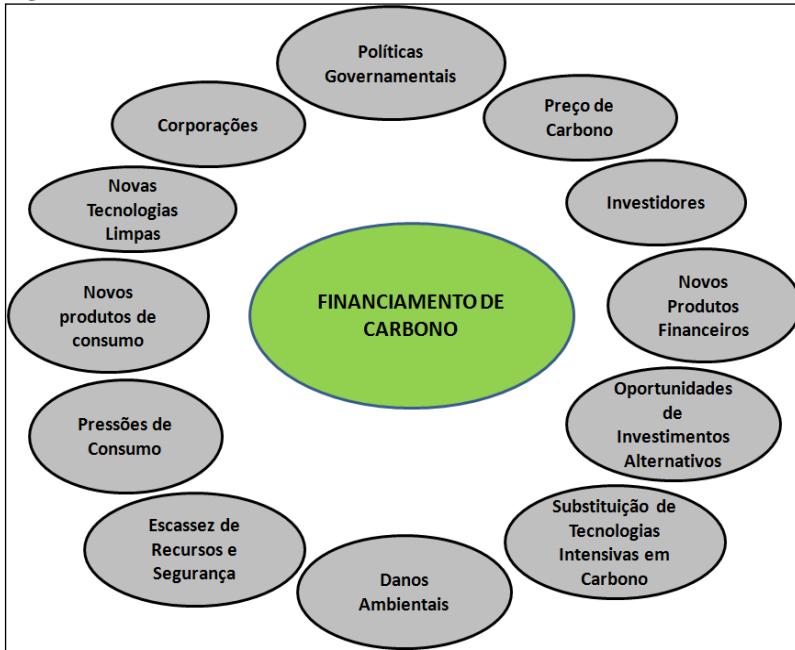 Políticas
Governamentais
Preço de
Carbono
Investidores
Novos
Produtos
Financeiros
Oportunidades
de
Investimentos
Alternativos
Substituição de
Tecnologias
Intensivas em
Carbono
Danos
Ambientais
Escassez de
Recursos e
Segurança
Pressões de
Consumo
Novos
produtos de
consumo
Novas
Tecnologias
Limpas
Corporações
FINANCIAMENTO DE
CARBONO